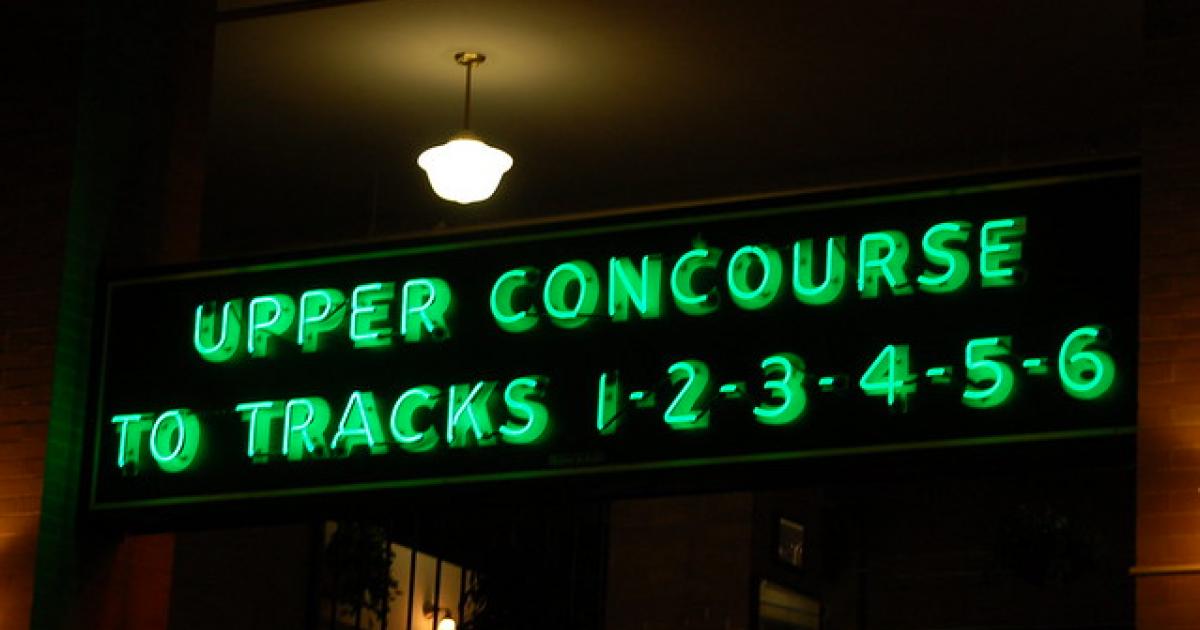 UPPER CONCOURSE
TO TRACKS 1-2-3-4-5-6